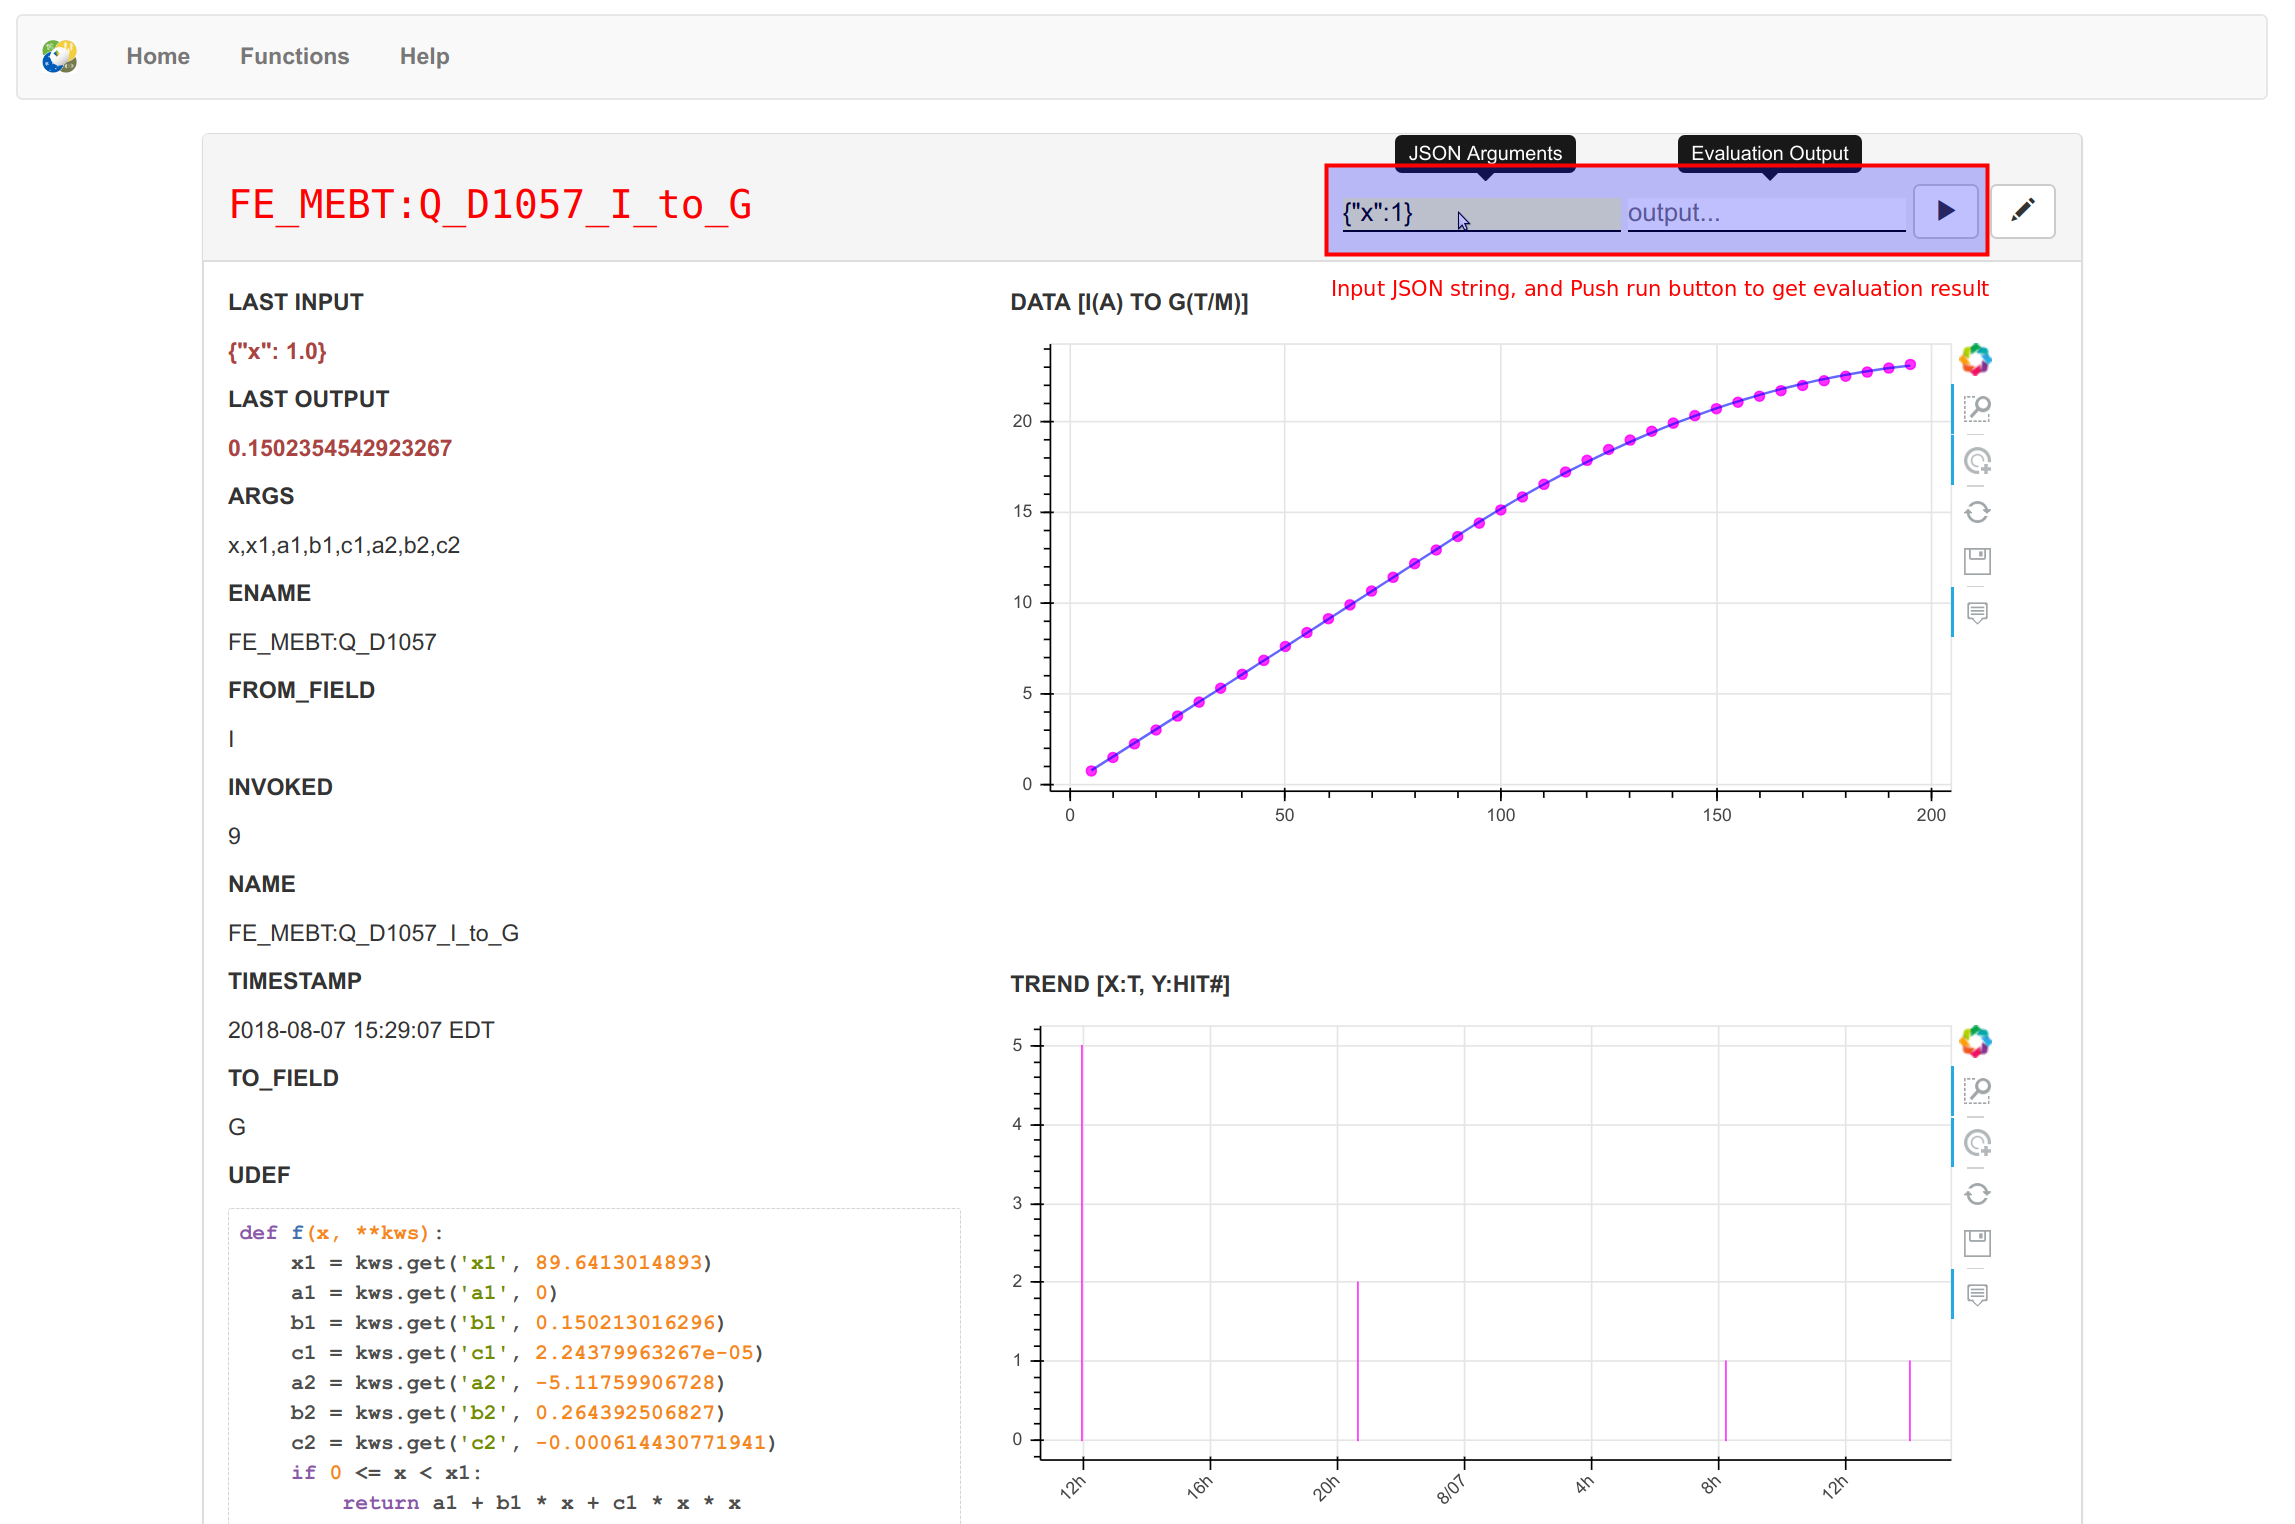 Home Functions Help
JSON Arguments Evaluation Output
FE_MEBT:Q_D1057_I_to_G
{"x":1} output...
Input JSON string, and Push run button to get evaluation result
LAST INPUT
{"x": 1.0}
LAST OUTPUT
0.1502354542923267
ARGS
x,x1,a1,b1,c1,a2,b2,c2
ENAME
FE_MEBT:Q_D1057
FROM_FIELD
I
INVOKED
9
NAME
FE_MEBT:Q_D1057_I_to_G
TIMESTAMP
2018-08-07 15:29:07 EDT
TO_FIELD
G
UDEF
def f(x, **kws):
    x1 = kws.get('x1', 89.6413014893)
    a1 = kws.get('a1', 0)
    b1 = kws.get('b1', 0.150213016296)
    c1 = kws.get('c1', 2.24379963267e-05)
    a2 = kws.get('a2', -5.11759906728)
    b2 = kws.get('b2', 0.264392506827)
    c2 = kws.get('c2', -0.000614430771941)
    if 0 <= x < x1:
        return a1 + b1 * x + c1 * x * x
DATA [I(A) TO G(T/M)]
20
15
10
5
0
0 50 100 150 200
TREND [X:T, Y:HIT#]
5
4
3
2
1
0
12h 16h 20h 8/07 4h 8h 12h